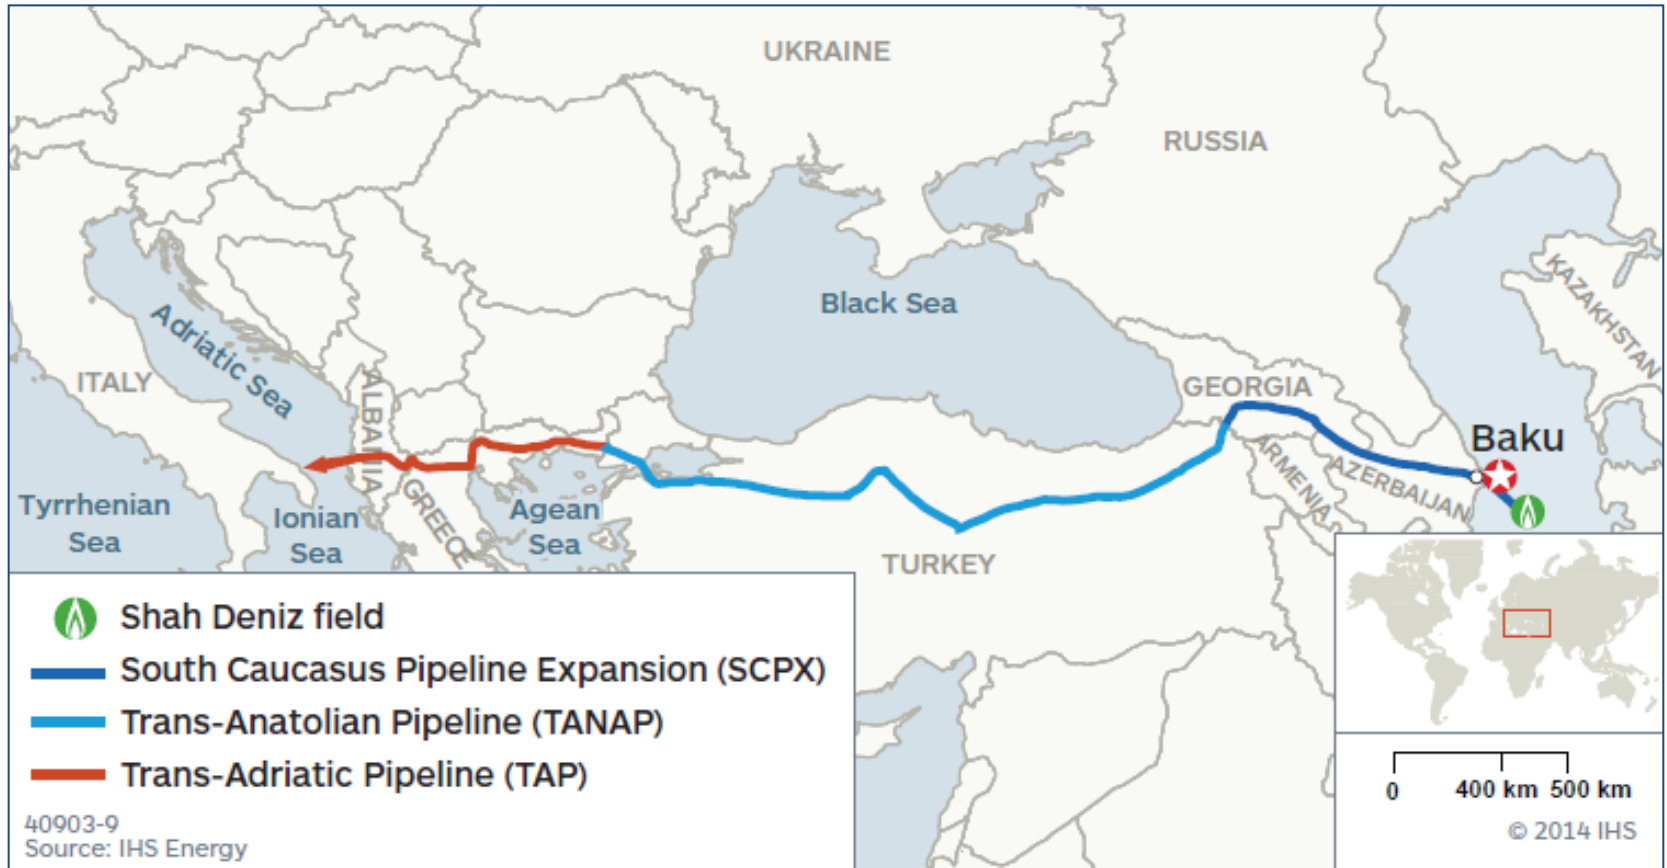 UKRAINE
RUSSIA
KAZAKHSTAN
Black Sea
Adriatic Sea
ITALY
ALBANIA
GEORGIA
Baku
ARMENIA
AZERBAIJAN
GREECE
Tyrrhenian
Sea
Ionian
Sea
Agean
Sea
TURKEY
Shah Deniz field
South Caucasus Pipeline Expansion (SCPX)
Trans-Anatolian Pipeline (TANAP)
Trans-Adriatic Pipeline (TAP)
40903-9
Source: IHS Energy
0 400 km 500 km
© 2014 IHS